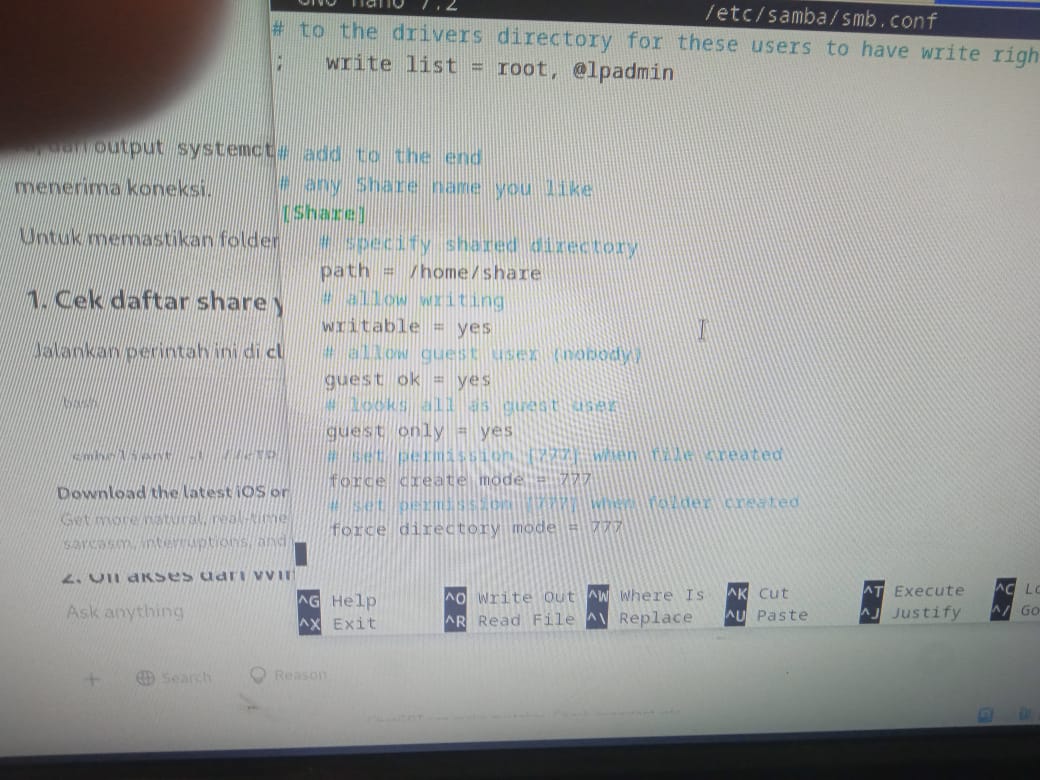 GNU nano 7.2 /etc/samba/smb.conf
# to the drivers directory for these users to have write righ
; write list = root, @lpadmin
# add to the end
# any Share name you like
[Share]
# specify shared directory
path = /home/share
# allow writing
writable = yes
# allow guest user (nobody)
guest ok = yes
# looks all as guest user
guest only = yes
# set permission [777] when file created
force create mode = 777
# set permission [777] when folder created
force directory mode = 777
^G Help ^O Write Out ^W Where Is ^K Cut ^T Execute ^C Lo
^X Exit ^R Read File ^\ Replace ^U Paste ^J Justify ^/ Go
output systemct
menerima koneksi.
Untuk memastikan folder
1. Cek daftar share y
Jalankan perintah ini di cl
bash
Download the latest iOS or
Get more natural, real-time
sarcasm, interruptions, and
2. Uji akses dari Win
Ask anything
+ Search Reason